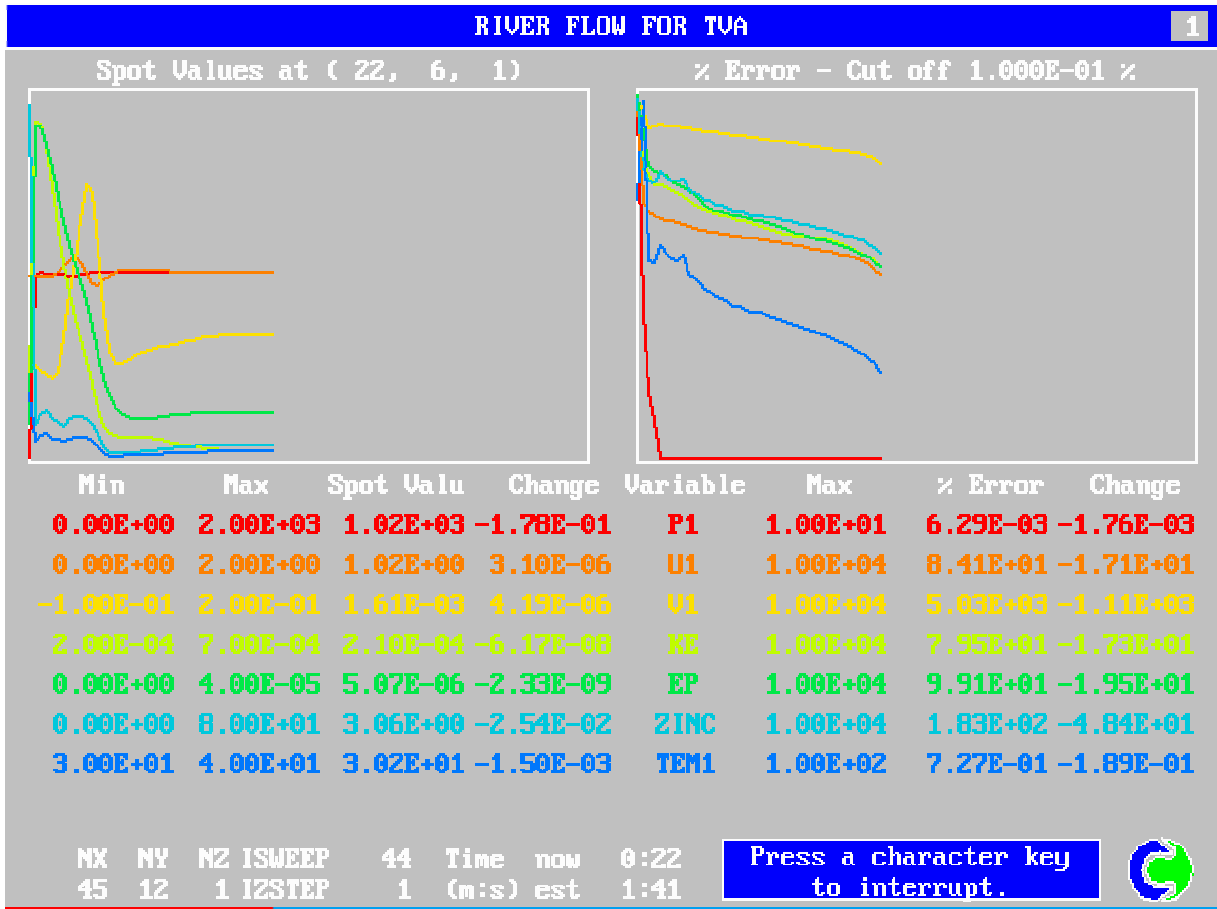 RIVER FLOW FOR TVA 1
Spot Values at ( 22, 6, 1) % Error - Cut off 1.000E-01 %
Min Max Spot Valu Change Variable Max % Error Change
0.00E+00 2.00E+03 1.02E+03 -1.78E-01 P1 1.00E+01 6.29E-03 -1.76E-03
0.00E+00 2.00E+00 1.02E+00 3.10E-06 U1 1.00E+04 8.41E+01 -1.71E+01
-1.00E-01 2.00E-01 1.61E-03 4.19E-06 V1 1.00E+04 5.03E+03 -1.11E+03
2.00E-04 7.00E-04 2.10E-04 -6.17E-08 KE 1.00E+04 7.95E+01 -1.73E+01
0.00E+00 4.00E-05 5.07E-06 -2.33E-09 EP 1.00E+04 9.91E+01 -1.95E+01
0.00E+00 8.00E+01 3.06E+00 -2.54E-02 ZINC 1.00E+04 1.83E+02 -4.84E+01
3.00E+01 4.00E+01 3.02E+01 -1.50E-03 TEM1 1.00E+02 7.27E-01 -1.89E-01
NX NY NZ ISWEEP 44 Time now 0:22 Press a character key
45 12 1 IZSTEP 1 (m:s) est 1:41 to interrupt.